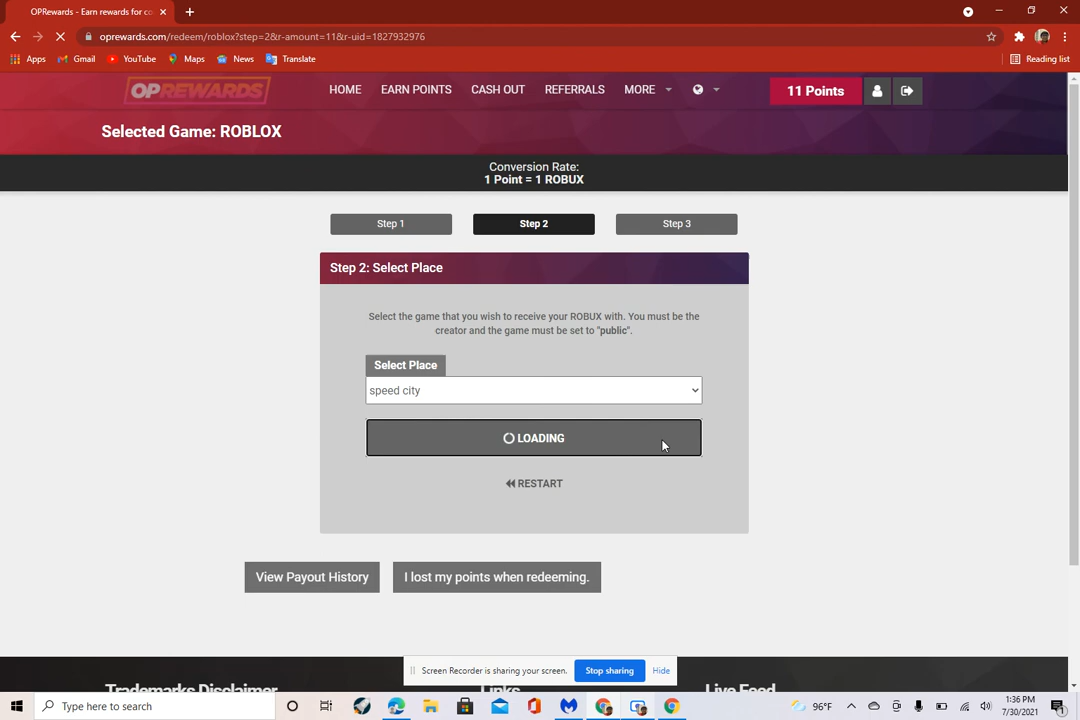 OPRewards - Earn rewards for co
oprewards.com/redeem/roblox?step=2&r-amount=11&r-uid=1827932976
Apps Gmail YouTube Maps News Translate Reading list
OPREWARDS HOME EARN POINTS CASH OUT REFERRALS MORE 11 Points
Selected Game: ROBLOX
Conversion Rate:
1 Point = 1 ROBUX
Step 1 Step 2 Step 3
Step 2: Select Place
Select the game that you wish to receive your ROBUX with. You must be the
creator and the game must be set to "public".
Select Place
speed city
LOADING
RESTART
View Payout History I lost my points when redeeming.
Screen Recorder is sharing your screen. Stop sharing Hide
Trademarks Disclaimer Links Live Feed
Type here to search 96°F 1:36 PM
7/30/2021